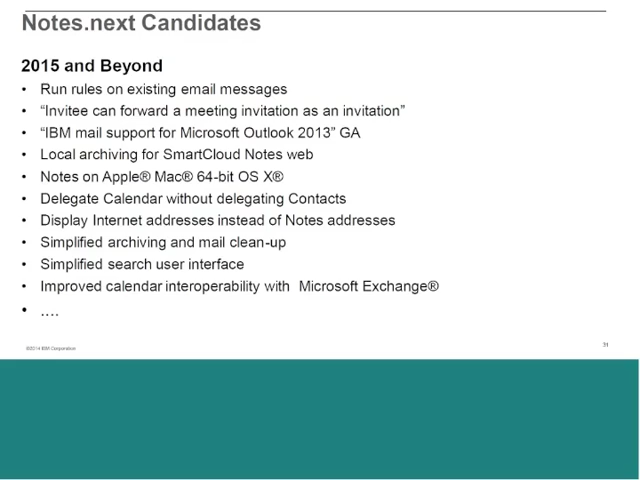 Notes.next Candidates
2015 and Beyond
• Run rules on existing email messages
• “Invitee can forward a meeting invitation as an invitation”
• “IBM mail support for Microsoft Outlook 2013” GA
• Local archiving for SmartCloud Notes web
• Notes on Apple® Mac® 64-bit OS X®
• Delegate Calendar without delegating Contacts
• Display Internet addresses instead of Notes addresses
• Simplified archiving and mail clean-up
• Simplified search user interface
• Improved calendar interoperability with Microsoft Exchange®
• ....
©2014 IBM Corporation
31